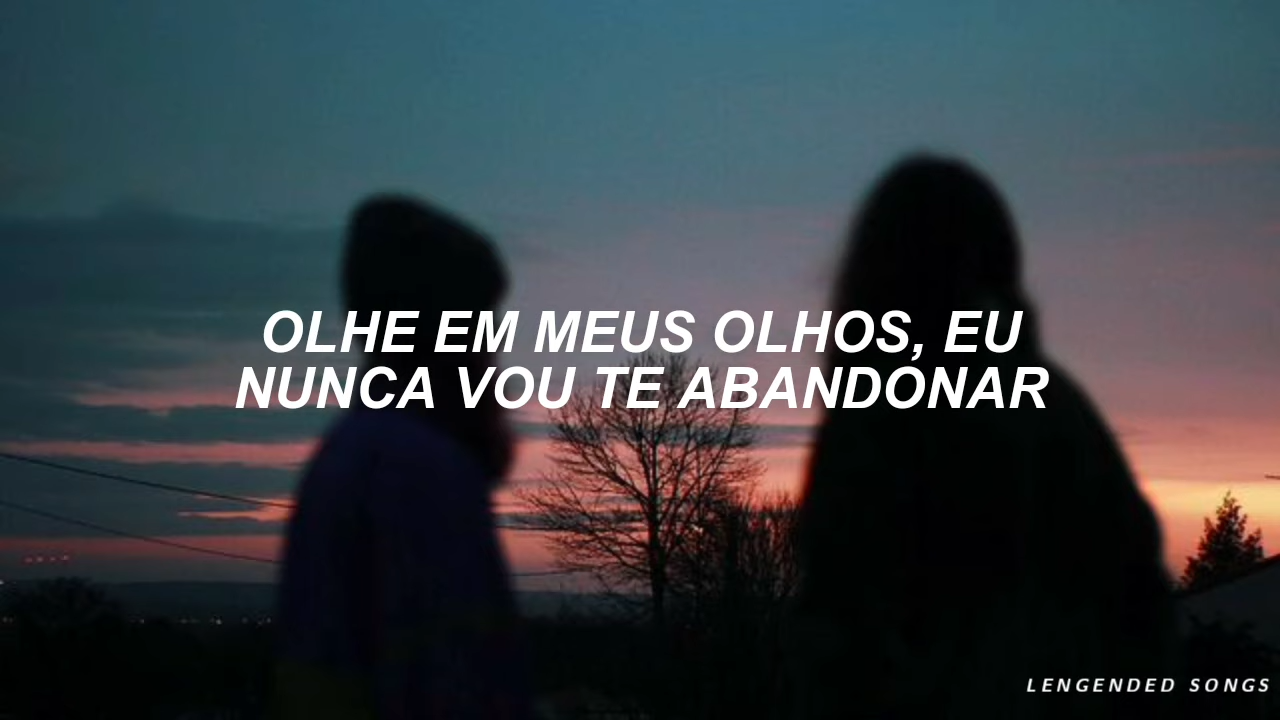 OLHE EM MEUS OLHOS, EU
NUNCA VOU TE ABANDONAR
LENGENDED SONGS